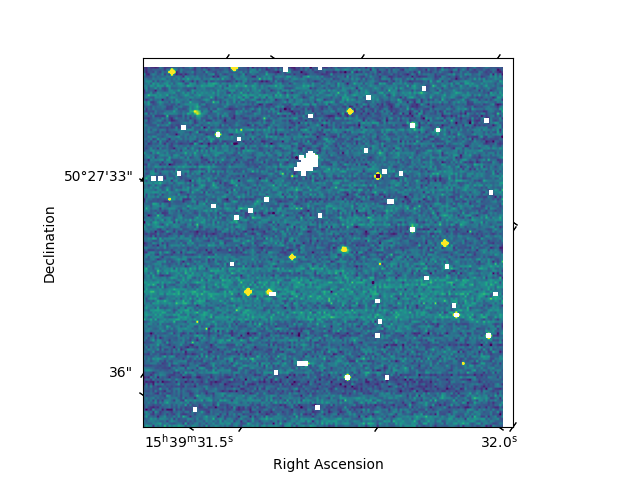 50°27'33"
Declination
36"
15ʰ39ᵐ31.5ˢ
32.0ˢ
Right Ascension